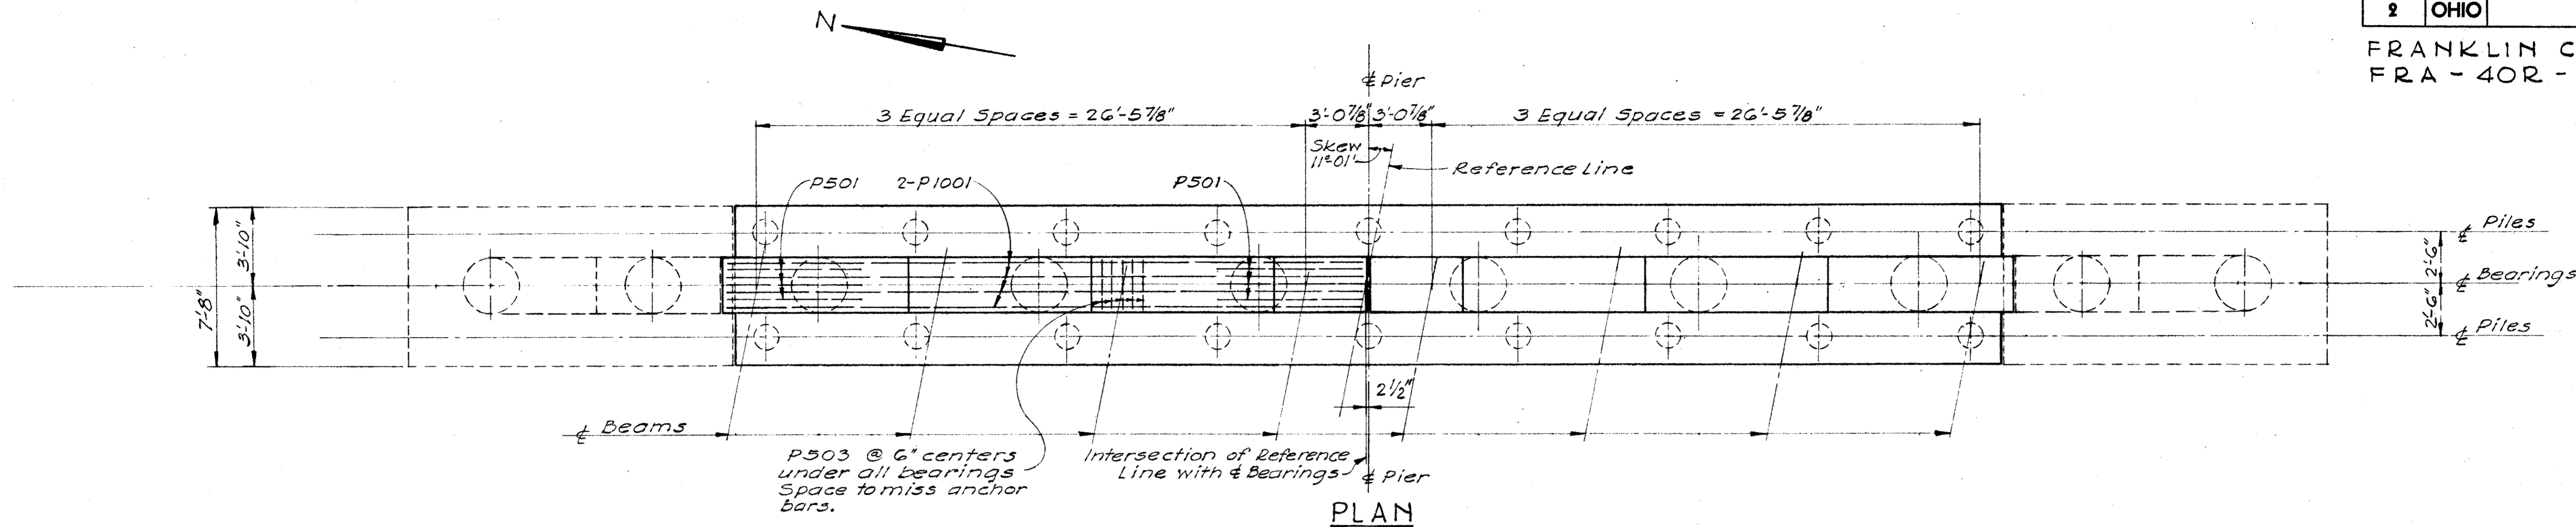 2 OHIO
FRANKLIN C
FRA - 40R -
N
℄ Pier
3 Equal Spaces = 26'-5 7/8"
3'-0 7/8"
3'-0 7/8"
3 Equal Spaces = 26'-5 7/8"
Skew
11°01'
Reference Line
P501
2-P1001
P501
7'-8"
3'-10"
3'-10"
℄ Piles
2'-6"
℄ Bearings
2'-6"
℄ Piles
2 1/2"
℄ Beams
P503 @ 6" centers
under all bearings
Space to miss anchor
bars.
Intersection of Reference
Line with ℄ Bearings
℄ Pier
PLAN